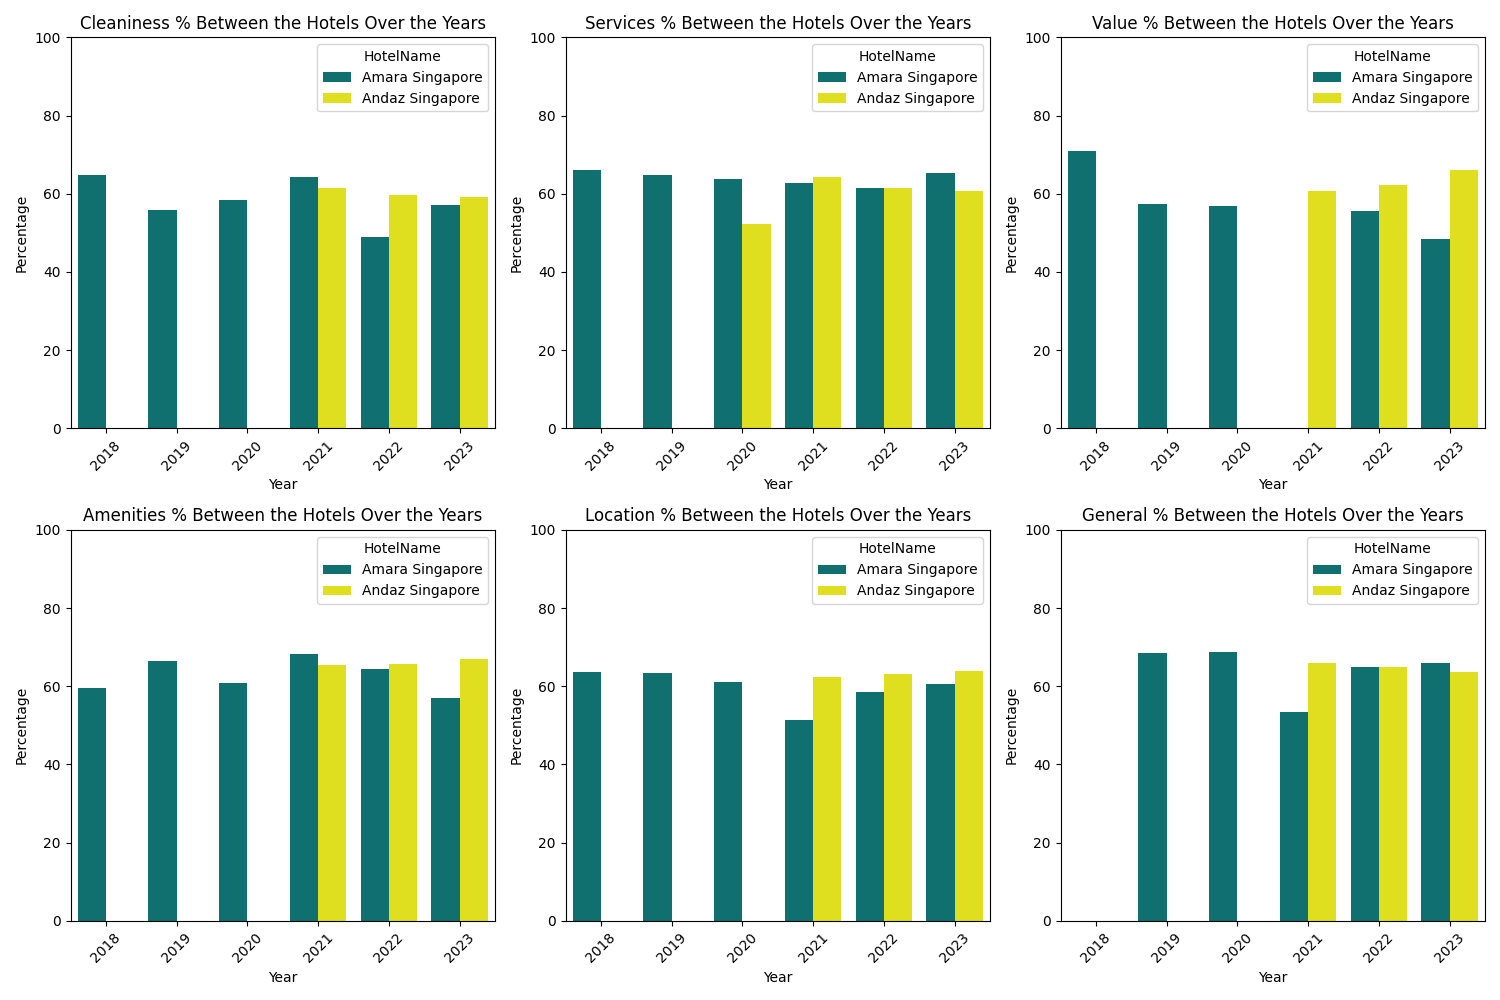 Cleaniness % Between the Hotels Over the Years
100
80
60
40
20
0
Percentage
HotelName
Amara Singapore
Andaz Singapore
2018
2019
2020
2021
2022
2023
Year
Services % Between the Hotels Over the Years
100
80
60
40
20
0
Percentage
HotelName
Amara Singapore
Andaz Singapore
2018
2019
2020
2021
2022
2023
Year
Value % Between the Hotels Over the Years
100
80
60
40
20
0
Percentage
HotelName
Amara Singapore
Andaz Singapore
2018
2019
2020
2021
2022
2023
Year
Amenities % Between the Hotels Over the Years
100
80
60
40
20
0
Percentage
HotelName
Amara Singapore
Andaz Singapore
2018
2019
2020
2021
2022
2023
Year
Location % Between the Hotels Over the Years
100
80
60
40
20
0
Percentage
HotelName
Amara Singapore
Andaz Singapore
2018
2019
2020
2021
2022
2023
Year
General % Between the Hotels Over the Years
100
80
60
40
20
0
Percentage
HotelName
Amara Singapore
Andaz Singapore
2018
2019
2020
2021
2022
2023
Year